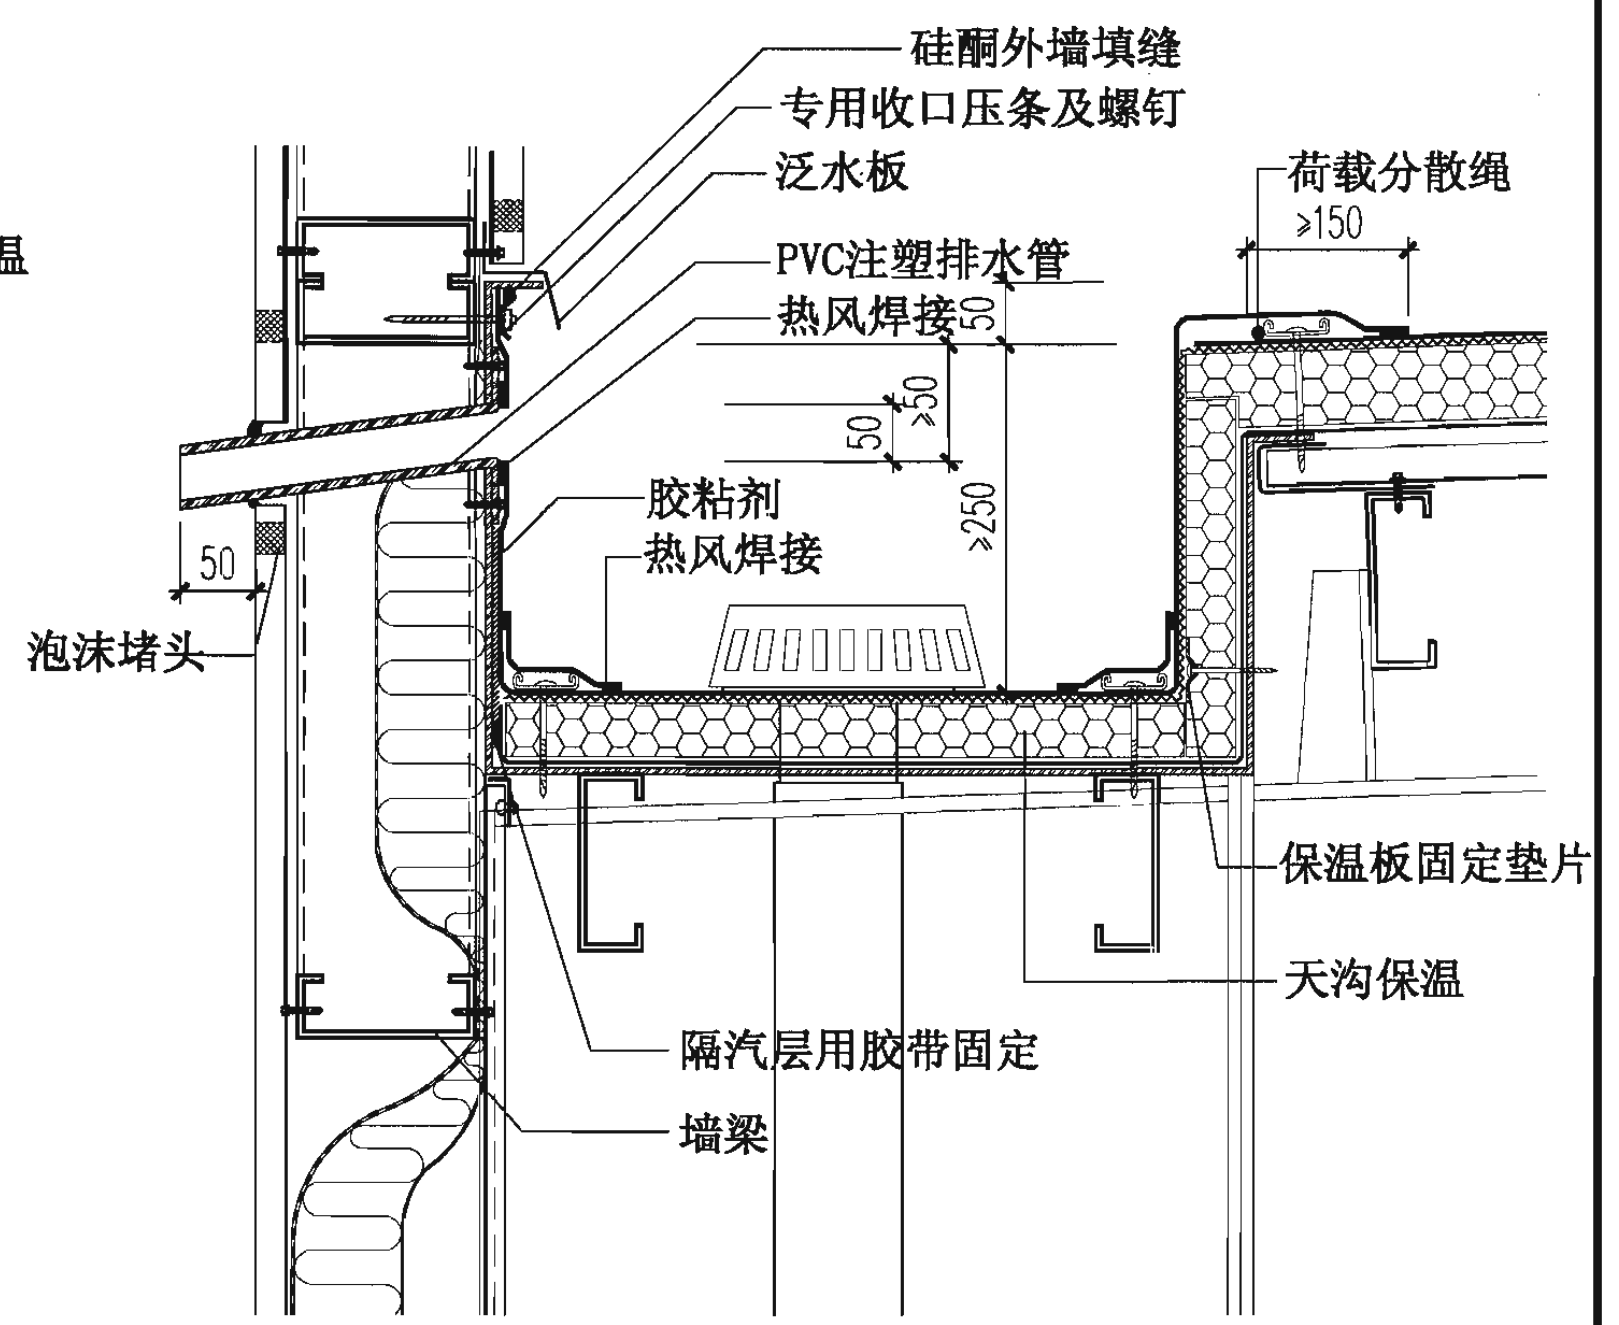 硅酮外墙填缝
专用收口压条及螺钉
泛水板
荷载分散绳
≥150
温
PVC注塑排水管
热风焊接
50
≥50
50
≥250
胶粘剂
热风焊接
50
泡沫堵头
保温板固定垫片
天沟保温
隔汽层用胶带固定
墙梁